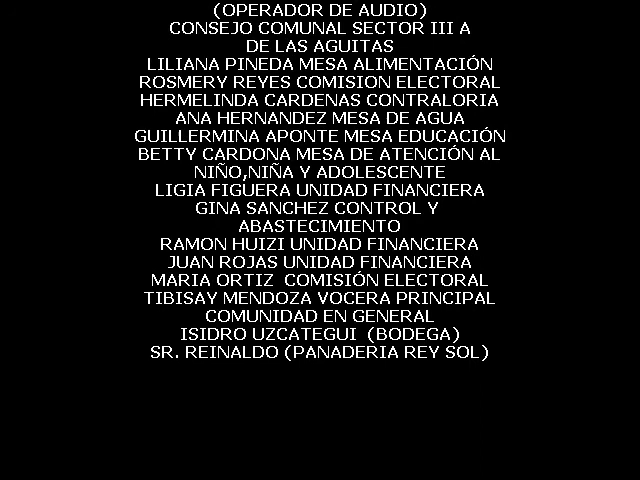 (OPERADOR DE AUDIO)
CONSEJO COMUNAL SECTOR III A
DE LAS AGUITAS
LILIANA PINEDA MESA ALIMENTACIÓN
ROSMERY REYES COMISION ELECTORAL
HERMELINDA CARDENAS CONTRALORIA
ANA HERNANDEZ MESA DE AGUA
GUILLERMINA APONTE MESA EDUCACIÓN
BETTY CARDONA MESA DE ATENCIÓN AL
NIÑO,NIÑA Y ADOLESCENTE
LIGIA FIGUERA UNIDAD FINANCIERA
GINA SANCHEZ CONTROL Y
ABASTECIMIENTO
RAMON HUIZI UNIDAD FINANCIERA
JUAN ROJAS UNIDAD FINANCIERA
MARIA ORTIZ  COMISIÓN ELECTORAL
TIBISAY MENDOZA VOCERA PRINCIPAL
COMUNIDAD EN GENERAL
ISIDRO UZCATEGUI  (BODEGA)
SR. REINALDO (PANADERIA REY SOL)